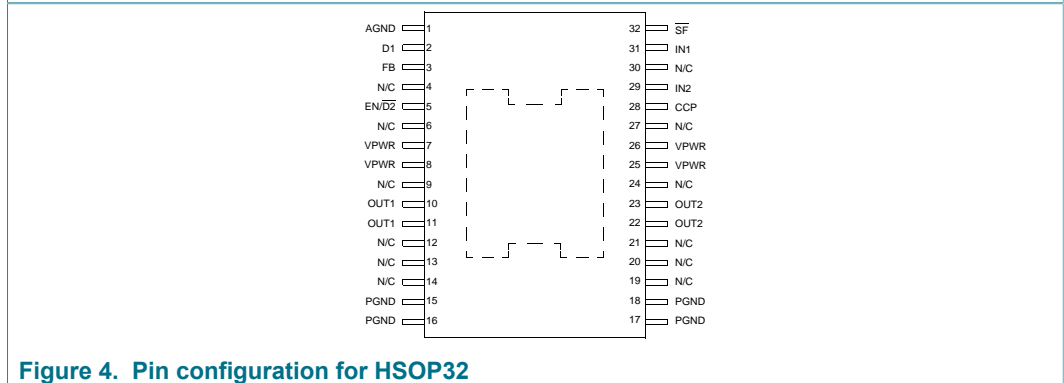 AGND 1 32 S̅F̅
D1 2 31 IN1
FB 3 30 N/C
N/C 4 29 IN2
EN/D̅2̅ 5 28 CCP
N/C 6 27 N/C
VPWR 7 26 VPWR
VPWR 8 25 VPWR
N/C 9 24 N/C
OUT1 10 23 OUT2
OUT1 11 22 OUT2
N/C 12 21 N/C
N/C 13 20 N/C
N/C 14 19 N/C
PGND 15 18 PGND
PGND 16 17 PGND
Figure 4. Pin configuration for HSOP32